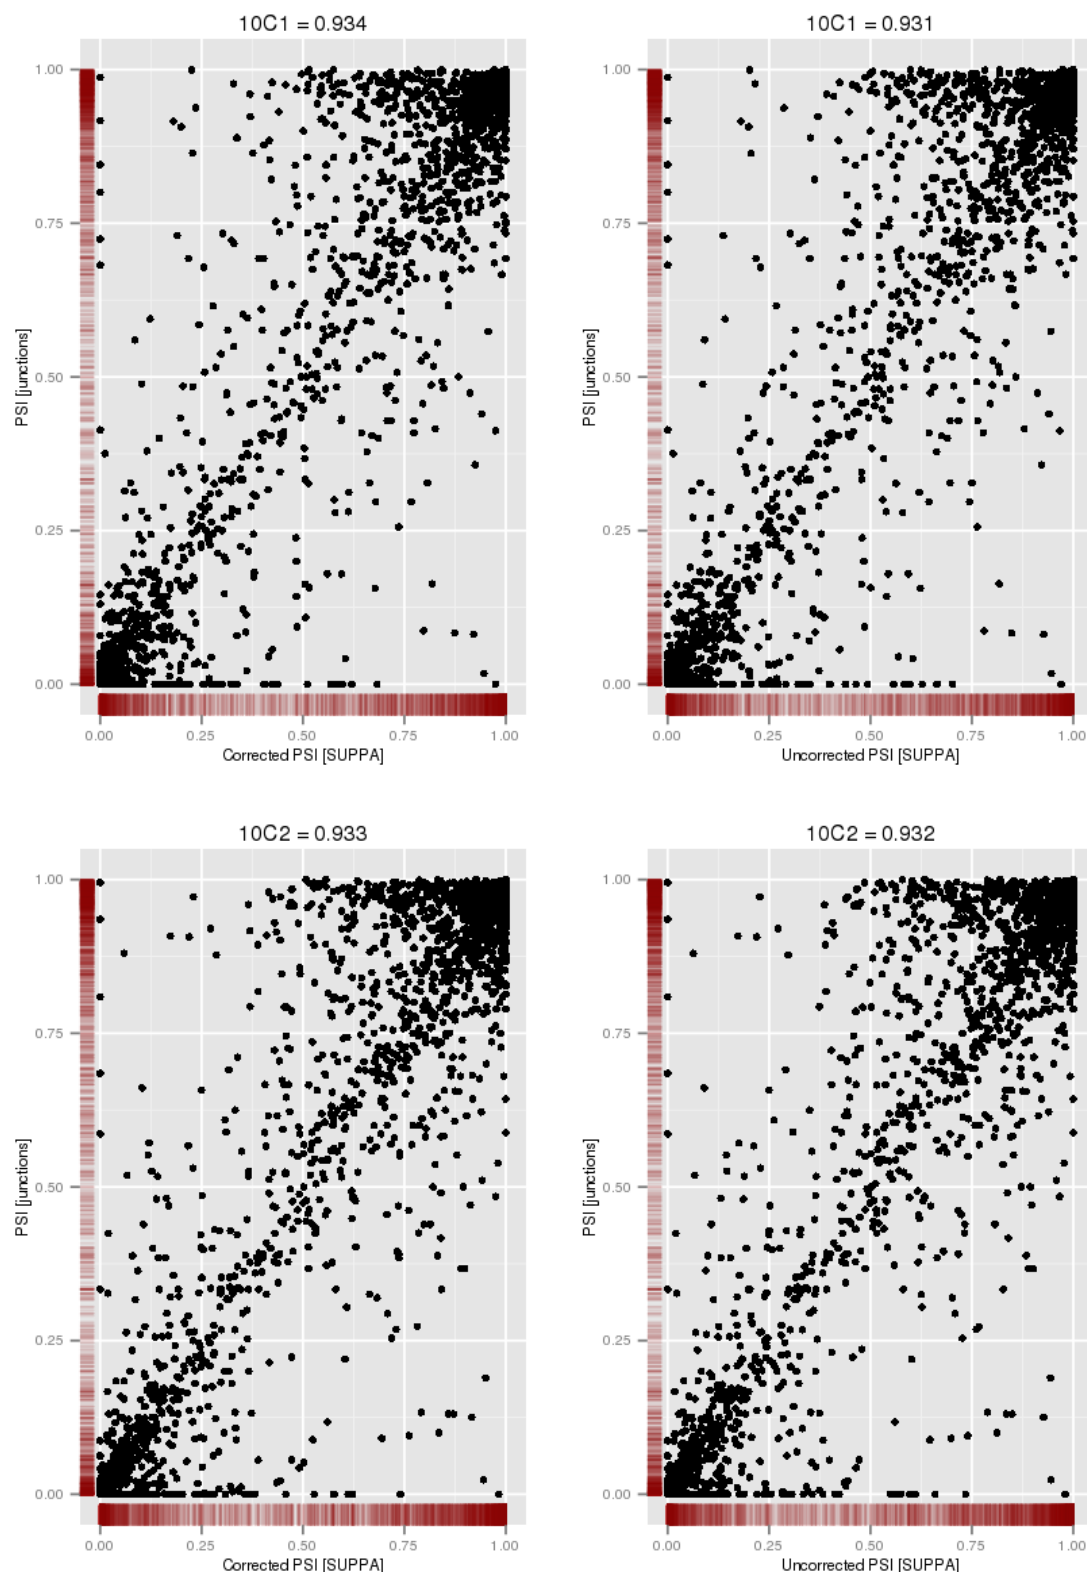 10C1 = 0.934
1.00
0.75
0.50
0.25
0.00
PSI [junctions]
0.00 0.25 0.50 0.75 1.00
Corrected PSI [SUPPA]
10C1 = 0.931
1.00
0.75
0.50
0.25
0.00
PSI [junctions]
0.00 0.25 0.50 0.75 1.00
Uncorrected PSI [SUPPA]
10C2 = 0.933
1.00
0.75
0.50
0.25
0.00
PSI [junctions]
0.00 0.25 0.50 0.75 1.00
Corrected PSI [SUPPA]
10C2 = 0.932
1.00
0.75
0.50
0.25
0.00
PSI [junctions]
0.00 0.25 0.50 0.75 1.00
Uncorrected PSI [SUPPA]